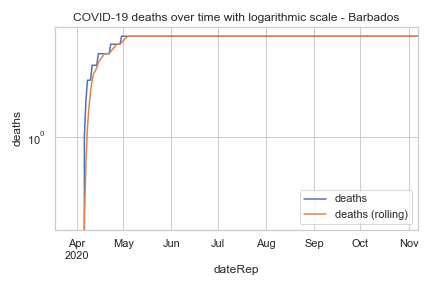 COVID-19 deaths over time with logarithmic scale - Barbados
deaths
10⁰
deaths
deaths (rolling)
Apr May Jun Jul Aug Sep Oct Nov
2020
dateRep